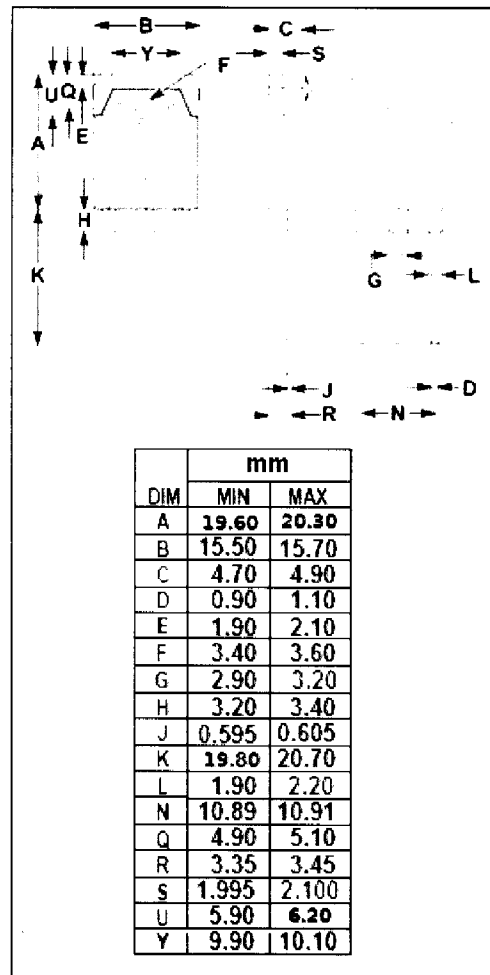 B
C
Y
F
S
U Q
E
A
H
K
G
L
J
D
R
N
mm
DIM MIN MAX
A 19.60 20.30
B 15.50 15.70
C 4.70 4.90
D 0.90 1.10
E 1.90 2.10
F 3.40 3.60
G 2.90 3.20
H 3.20 3.40
J 0.595 0.605
K 19.80 20.70
L 1.90 2.20
N 10.89 10.91
Q 4.90 5.10
R 3.35 3.45
S 1.995 2.100
U 5.90 6.20
Y 9.90 10.10